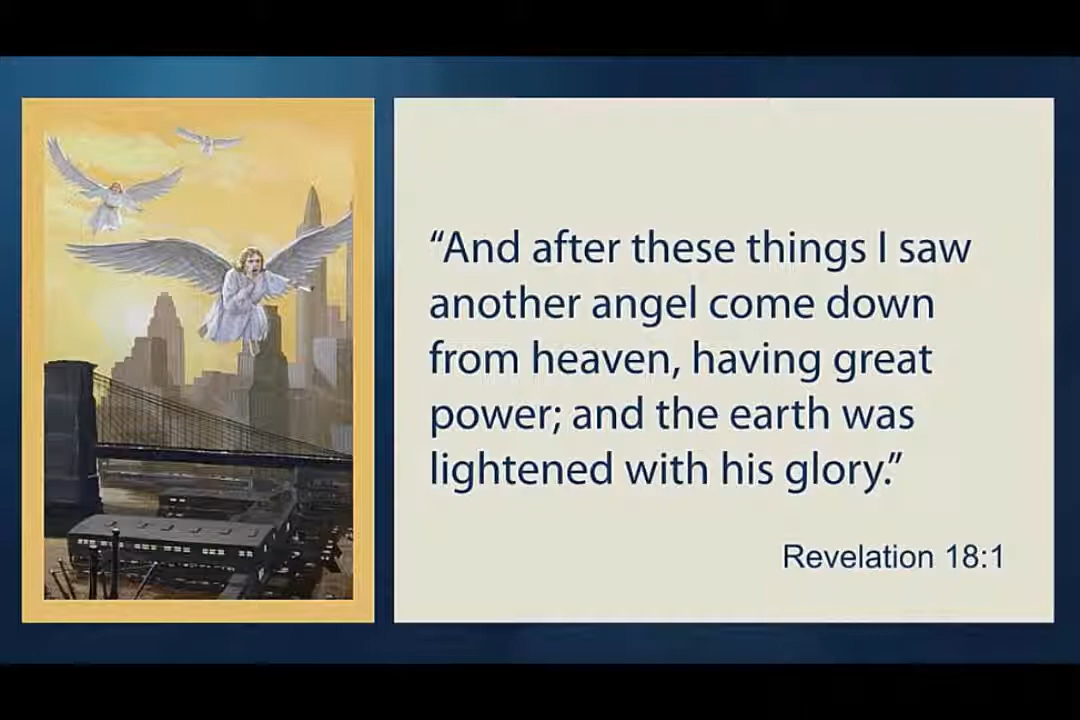 “And after these things I saw
another angel come down
from heaven, having great
power; and the earth was
lightened with his glory.”
Revelation 18:1